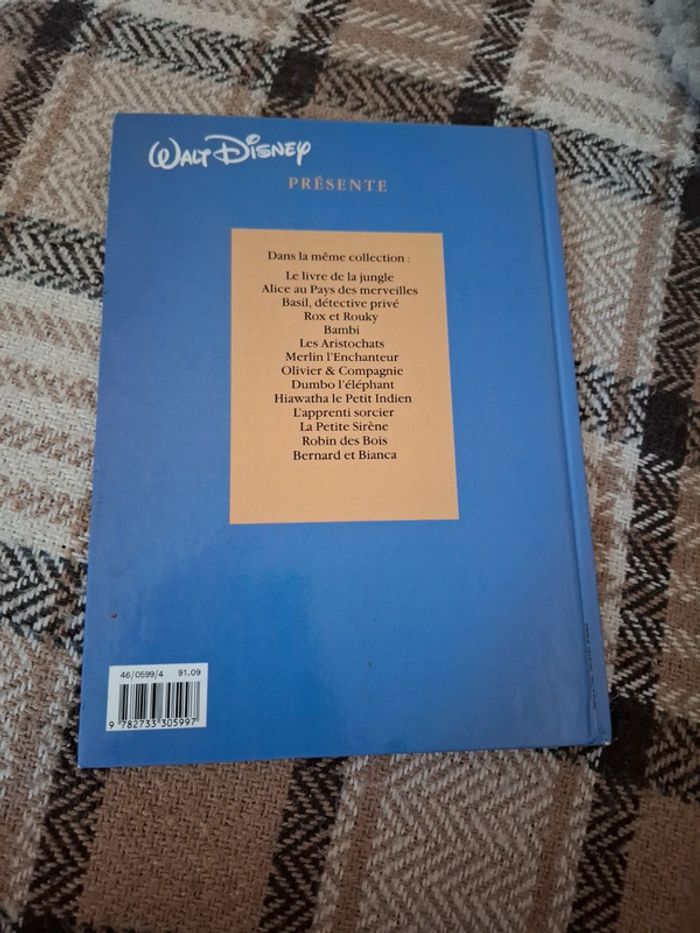 WALT DISNEY
PRÉSENTE
Dans la même collection :
Le livre de la jungle
Alice au Pays des merveilles
Basil, détective privé
Rox et Rouky
Bambi
Les Aristochats
Merlin l'Enchanteur
Olivier & Compagnie
Dumbo l'éléphant
Hiawatha le Petit Indien
L'apprenti sorcier
La Petite Sirène
Robin des Bois
Bernard et Bianca
46/0599/4 91.09
9 782733 305997